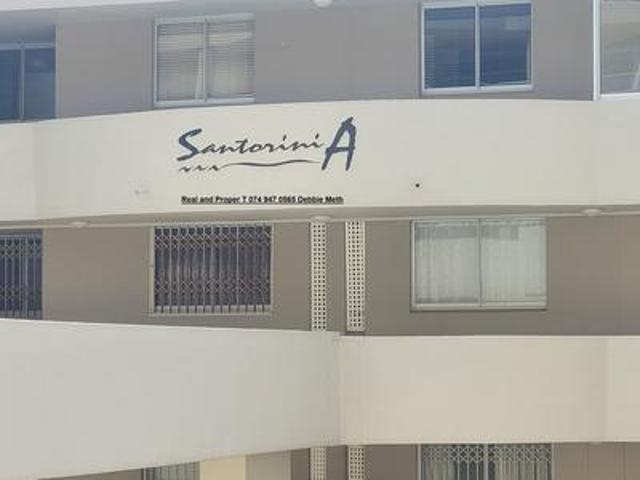 Santorini A
Real and Proper T 074 947 0565 Debbie Meth